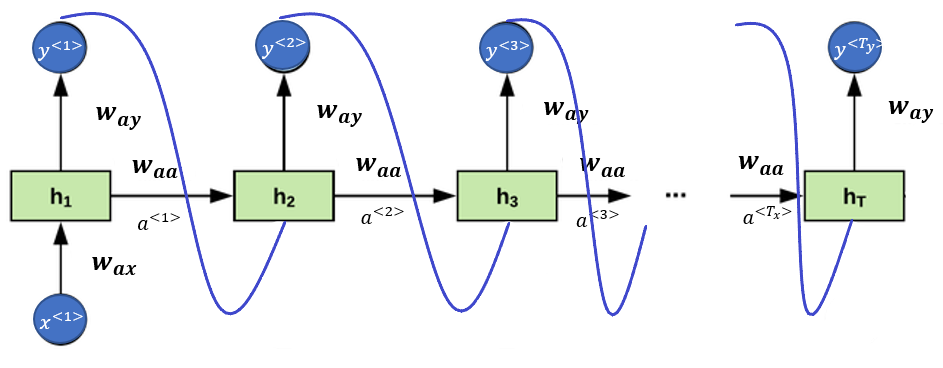 y<1> y<2> y<3> y<Ty>
w_ay w_ay w_ay w_ay
w_aa w_aa w_aa w_aa
h₁ h₂ h₃ ... h_T
a<1> a<2> a<3> a<Tx>
w_ax
x<1>